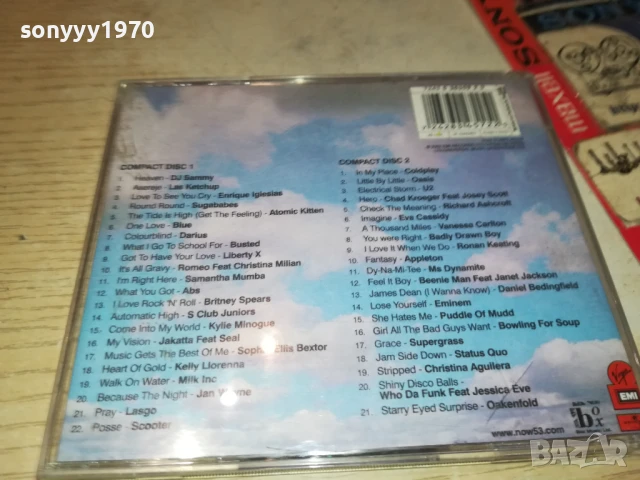 sonyyy1970
SONY
maxell
COMPACT DISC 1
1. Heaven - DJ Sammy
2. Asereje - Las Ketchup
3. Love To See You Cry - Enrique Iglesias
4. Round Round - Sugababes
5. The Tide Is High (Get The Feeling) - Atomic Kitten
6. One Love - Blue
7. Colourblind - Darius
8. What I Go To School For - Busted
9. Got To Have Your Love - Liberty X
10. It's All Gravy - Romeo Feat Christina Milian
11. I'm Right Here - Samantha Mumba
12. What You Got - Abs
13. I Love Rock 'N' Roll - Britney Spears
14. Automatic High - S Club Juniors
15. Come Into My World - Kylie Minogue
16. My Vision - Jakatta Feat Seal
17. Music Gets The Best Of Me - Sophie Ellis Bextor
18. Heart Of Gold - Kelly Llorenna
19. Walk On Water - Milk Inc
20. Because The Night - Jan Wayne
21. Pray - Lasgo
22. Posse - Scooter
COMPACT DISC 2
1. In My Place - Coldplay
2. Little By Little - Oasis
3. Electrical Storm - U2
4. Hero - Chad Kroeger Feat Josey Scott
5. Check The Meaning - Richard Ashcroft
6. Imagine - Eva Cassidy
7. A Thousand Miles - Vanessa Carlton
8. You were Right - Badly Drawn Boy
9. I Love It When We Do - Ronan Keating
10. Fantasy - Appleton
11. Dy-Na-Mi-Tee - Ms Dynamite
12. Feel It Boy - Beenie Man Feat Janet Jackson
13. James Dean (I Wanna Know) - Daniel Bedingfield
14. Lose Yourself - Eminem
15. She Hates Me - Puddle Of Mudd
16. Girl All The Bad Guys Want - Bowling For Soup
17. Grace - Supergrass
18. Jam Side Down - Status Quo
19. Stripped - Christina Aguilera
20. Shiny Disco Balls -
Who Da Funk Feat Jessica Eve
21. Starry Eyed Surprise - Oakenfold
www.now53.com
Virgin
EMI
box
BAZAR